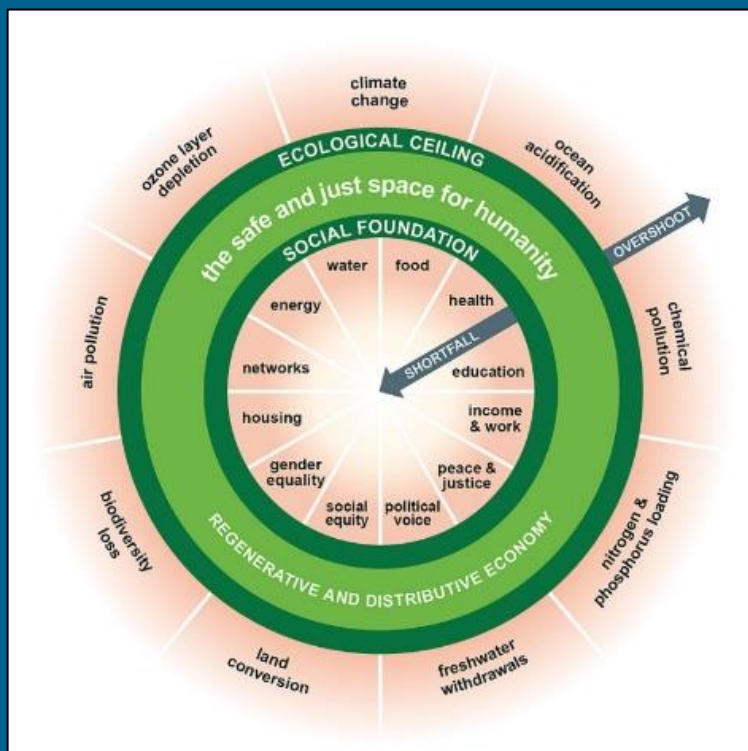 climate
change
ocean
acidification
chemical
pollution
nitrogen &
phosphorus loading
freshwater
withdrawals
land
conversion
biodiversity
loss
air pollution
ozone layer
depletion
ECOLOGICAL CEILING
the safe and just space for humanity
SOCIAL FOUNDATION
OVERSHOOT
SHORTFALL
water
food
health
education
income
& work
peace &
justice
political
voice
social
equity
gender
equality
housing
networks
energy
REGENERATIVE AND DISTRIBUTIVE ECONOMY